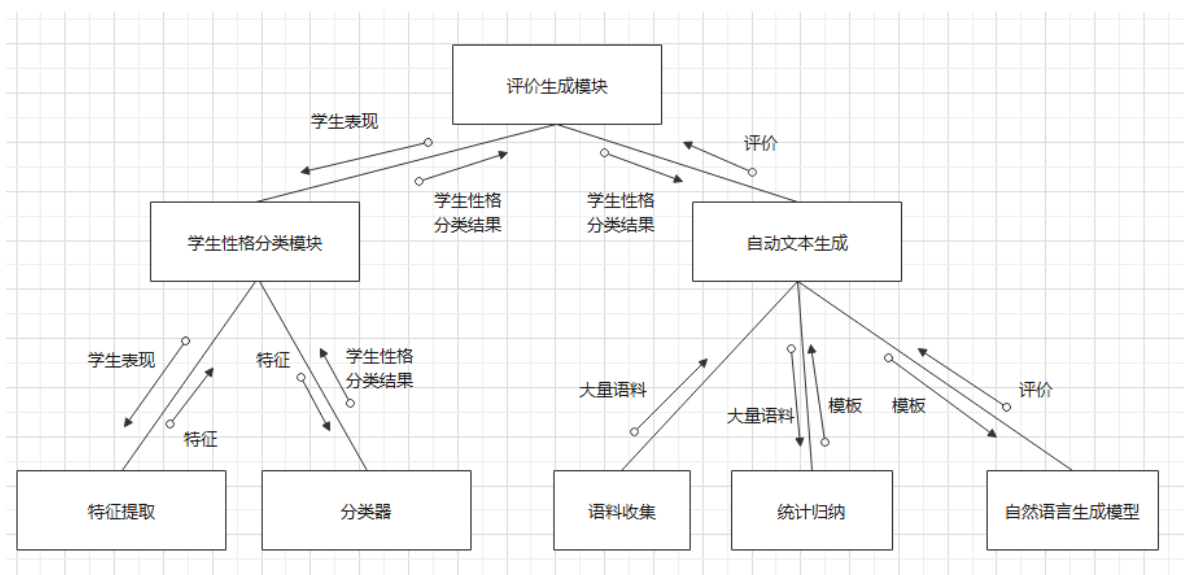 评价生成模块
学生表现
评价
学生性格
分类结果
学生性格
分类结果
学生性格分类模块
自动文本生成
学生表现
特征
特征
学生性格
分类结果
大量语料
大量语料
模板
模板
评价
特征提取
分类器
语料收集
统计归纳
自然语言生成模型